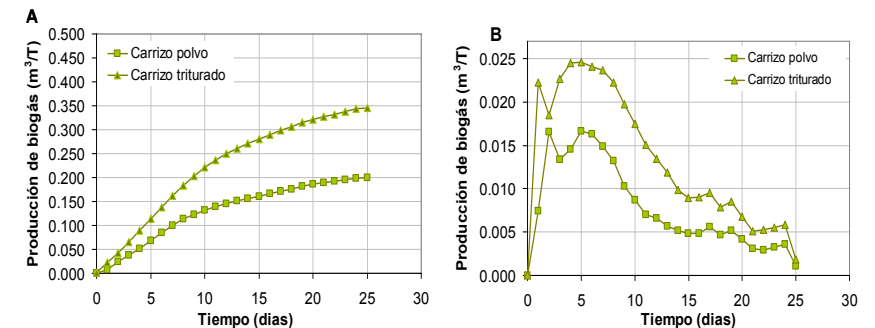 A
Producción de biogás (m³/T)
0.500
0.450
0.400
0.350
0.300
0.250
0.200
0.150
0.100
0.050
0.000
Carrizo polvo
Carrizo triturado
0 5 10 15 20 25 30
Tiempo (dias)
B
Producción de biogás (m³/T)
0.025
0.020
0.015
0.010
0.005
0.000
Carrizo polvo
Carrizo triturado
0 5 10 15 20 25 30
Tiempo (dias)